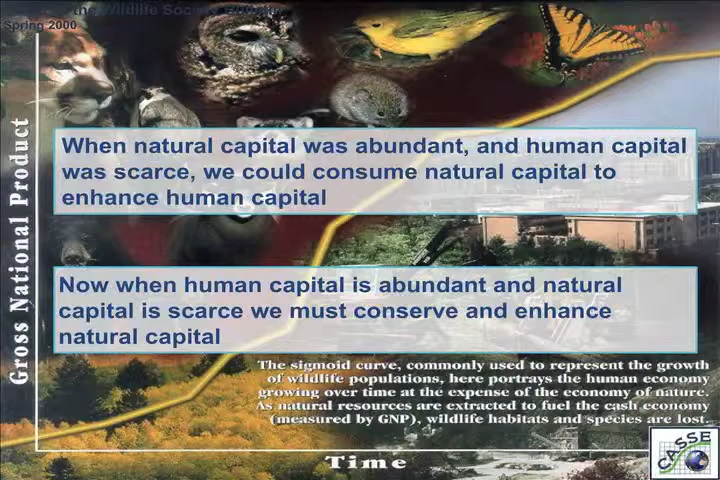 the Wildlife Society Bulletin
Spring 2000
Gross National Product
When natural capital was abundant, and human capital
was scarce, we could consume natural capital to
enhance human capital
Now when human capital is abundant and natural
capital is scarce we must conserve and enhance
natural capital
The sigmoid curve, commonly used to represent the growth
of wildlife populations, here portrays the human economy
growing over time at the expense of the economy of nature.
As natural resources are extracted to fuel the cash economy
(measured by GNP), wildlife habitats and species are lost.
Time
CASSE